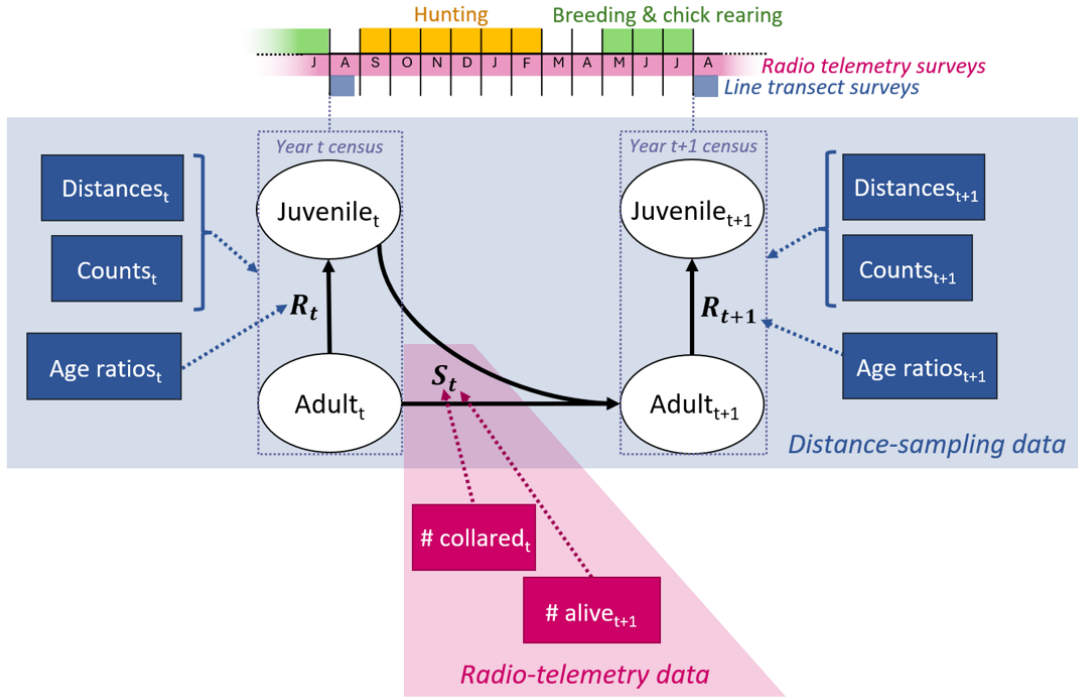 Hunting
Breeding & chick rearing
J A S O N D J F M A M J J A
Radio telemetry surveys
Line transect surveys
Year t census
Year t+1 census
Distances_t
Juvenile_t
Juvenile_t+1
Distances_t+1
Counts_t
Counts_t+1
R_t
R_t+1
Age ratios_t
Age ratios_t+1
S_t
Adult_t
Adult_t+1
Distance-sampling data
# collared_t
# alive_t+1
Radio-telemetry data